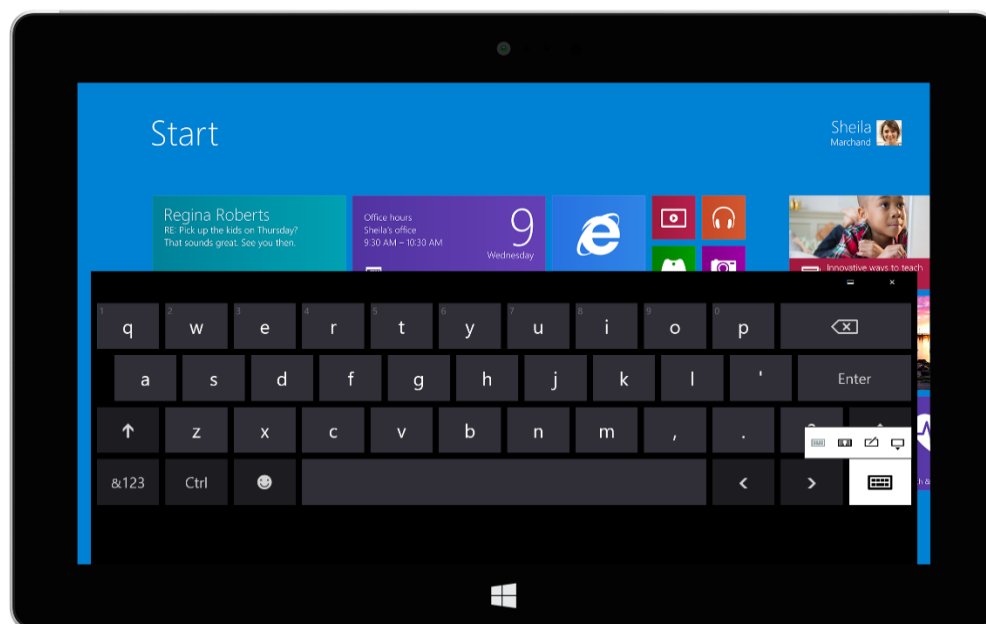 Start
Sheila
Marchand
Regina Roberts
RE: Pick up the kids on Thursday?
That sounds great. See you then.
Office hours
Sheila's office
9:30 AM – 10:30 AM
9
Wednesday
Innovative ways to teach
1 2 3 4 5 6 7 8 9 0
q w e r t y u i o p
a s d f g h j k l ' Enter
z x c v b n m , . ?
&123 Ctrl < >